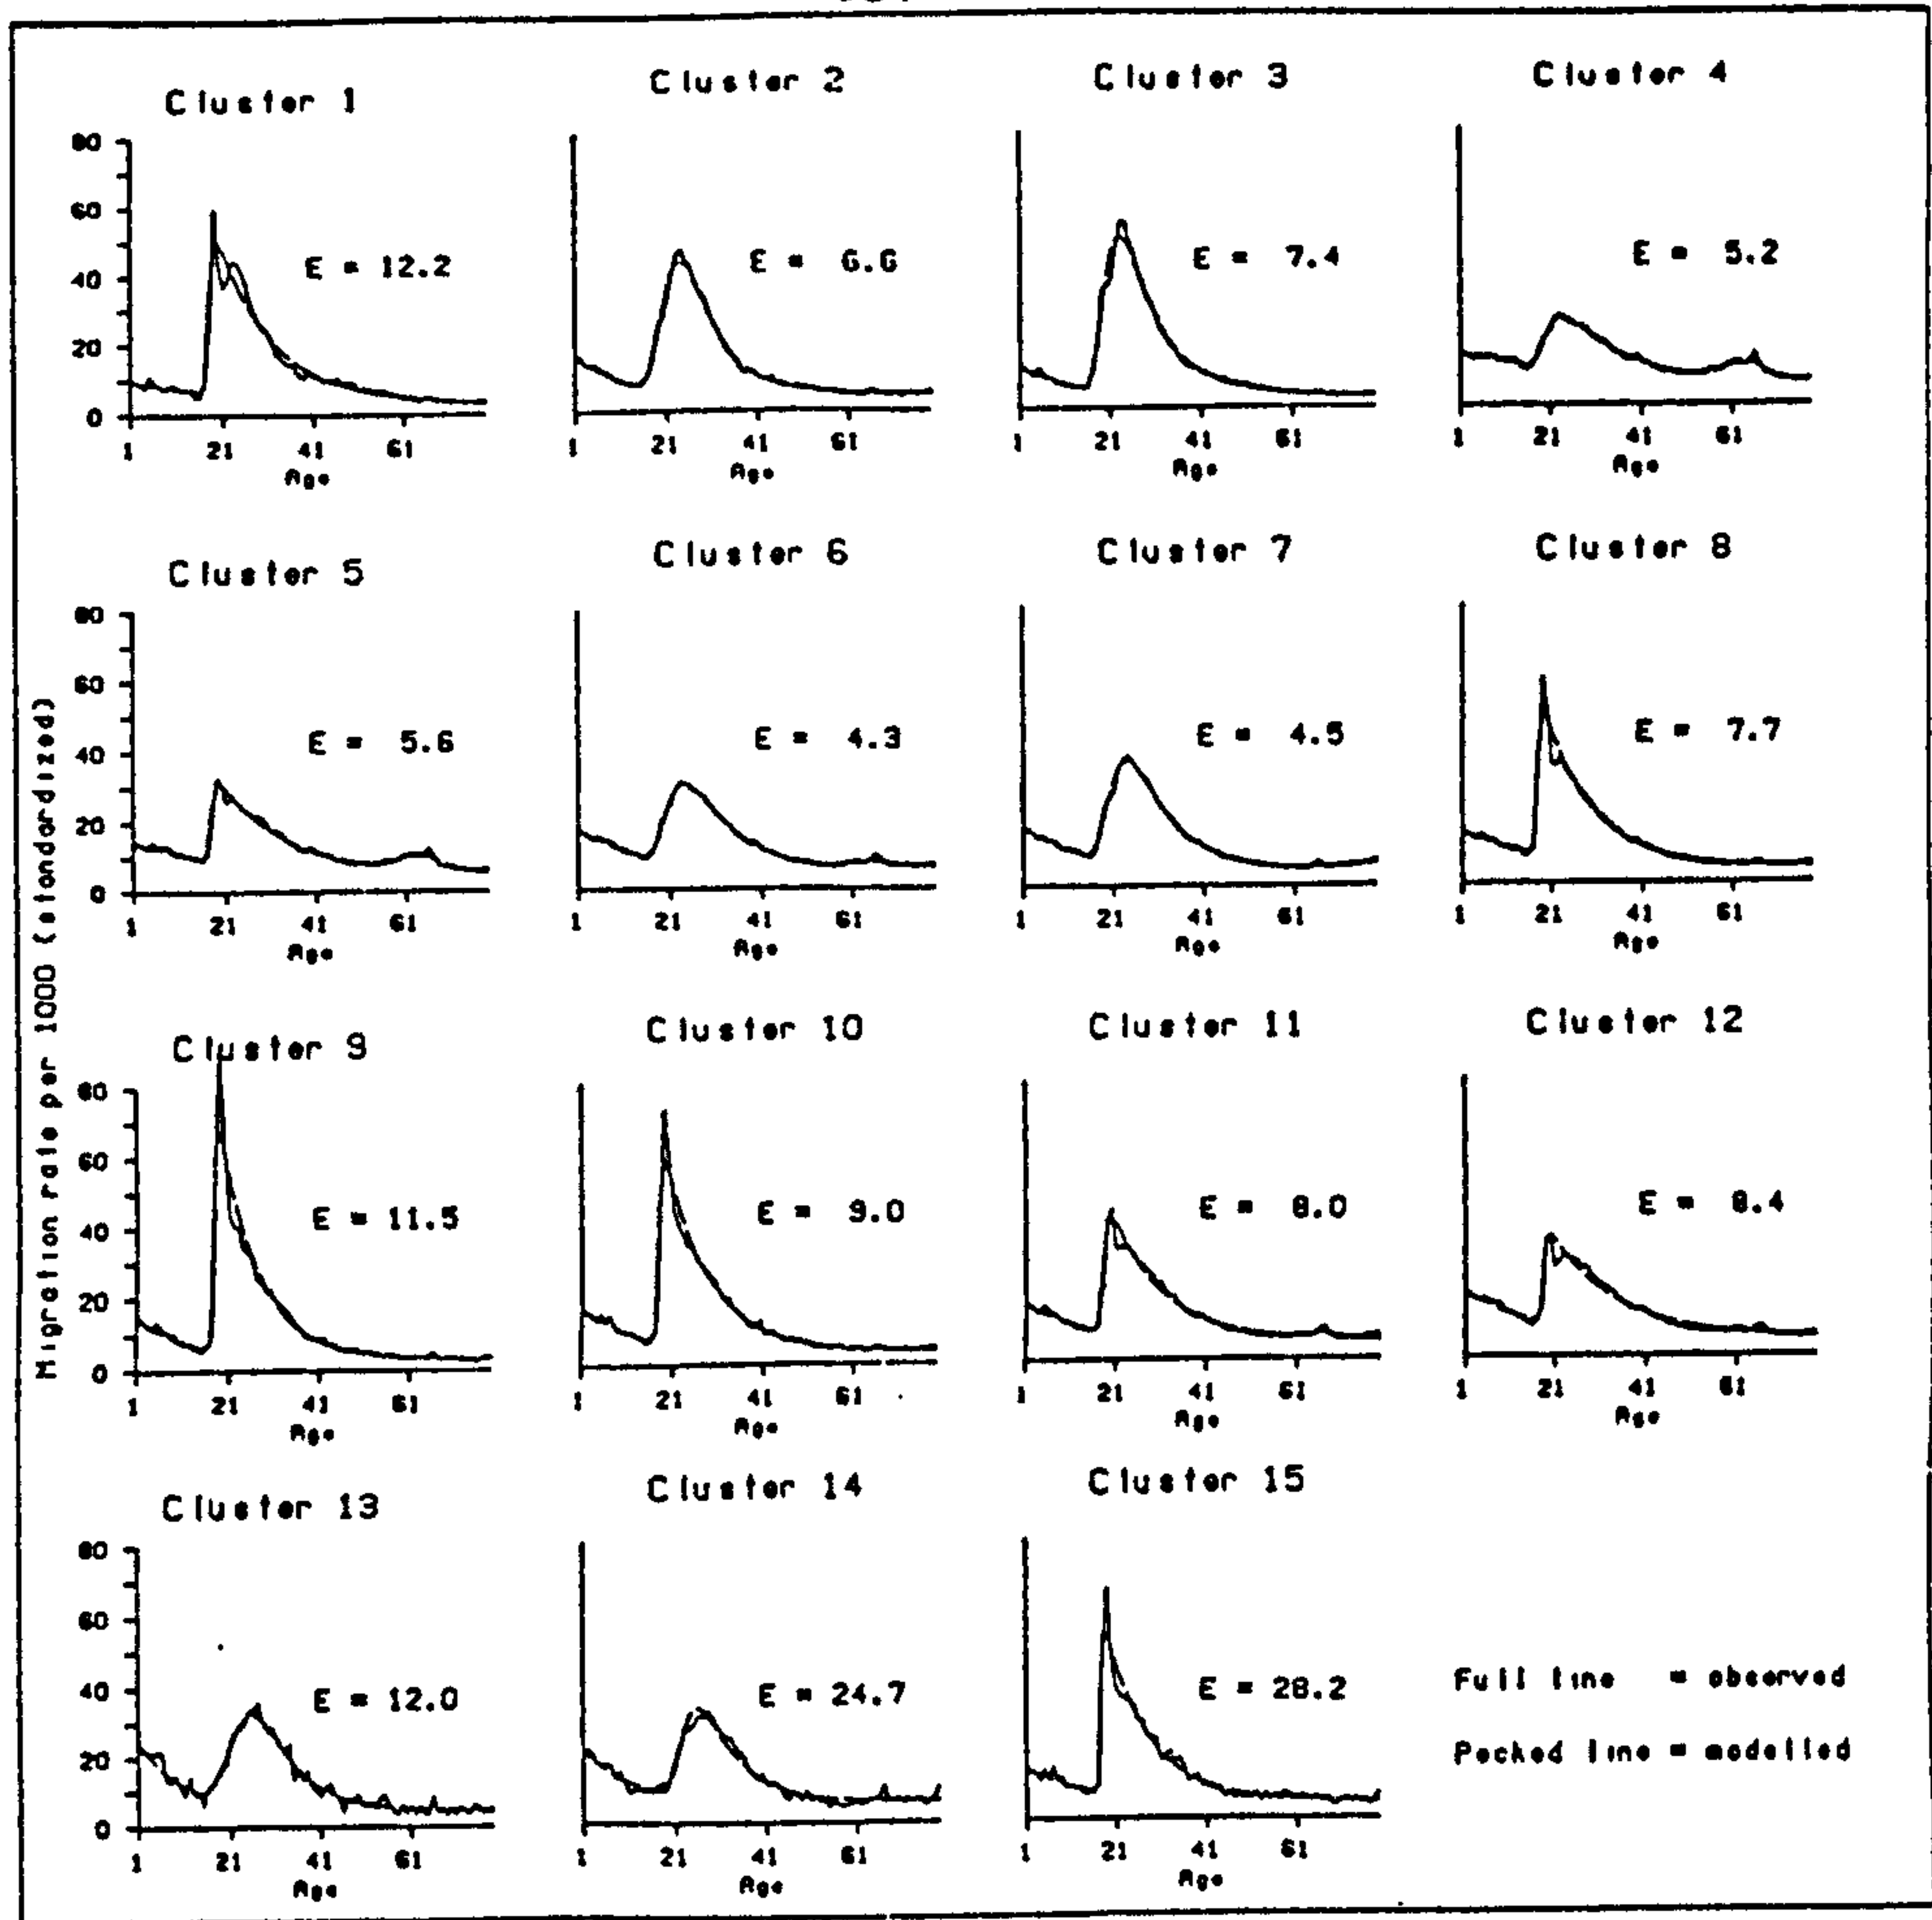 Cluster 1
Cluster 2
Cluster 3
Cluster 4
80
60
40
20
0
E = 12.2
E = 6.6
E = 7.4
E = 5.2
1 21 41 61
Age
1 21 41 61
Age
1 21 41 61
Age
1 21 41 61
Age
Cluster 5
Cluster 6
Cluster 7
Cluster 8
80
60
40
20
0
E = 5.6
E = 4.3
E = 4.5
E = 7.7
1 21 41 61
Age
1 21 41 61
Age
1 21 41 61
Age
1 21 41 61
Age
Migration rate per 1000 (standardized)
Cluster 9
Cluster 10
Cluster 11
Cluster 12
80
60
40
20
0
E = 11.5
E = 9.0
E = 8.0
E = 8.4
1 21 41 61
Age
1 21 41 61
Age
1 21 41 61
Age
1 21 41 61
Age
Cluster 13
Cluster 14
Cluster 15
80
60
40
20
0
E = 12.0
E = 24.7
E = 28.2
1 21 41 61
Age
1 21 41 61
Age
1 21 41 61
Age
Full line = observed
Pecked line = modelled